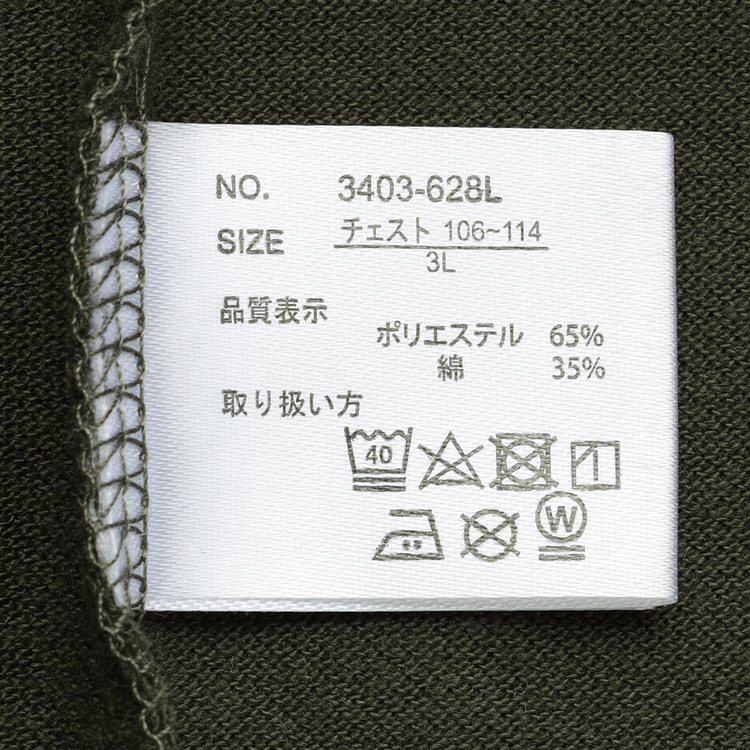 NO. 3403-628L
SIZE チェスト 106~114
3L
品質表示
ポリエステル 65%
綿 35%
取り扱い方
40
W